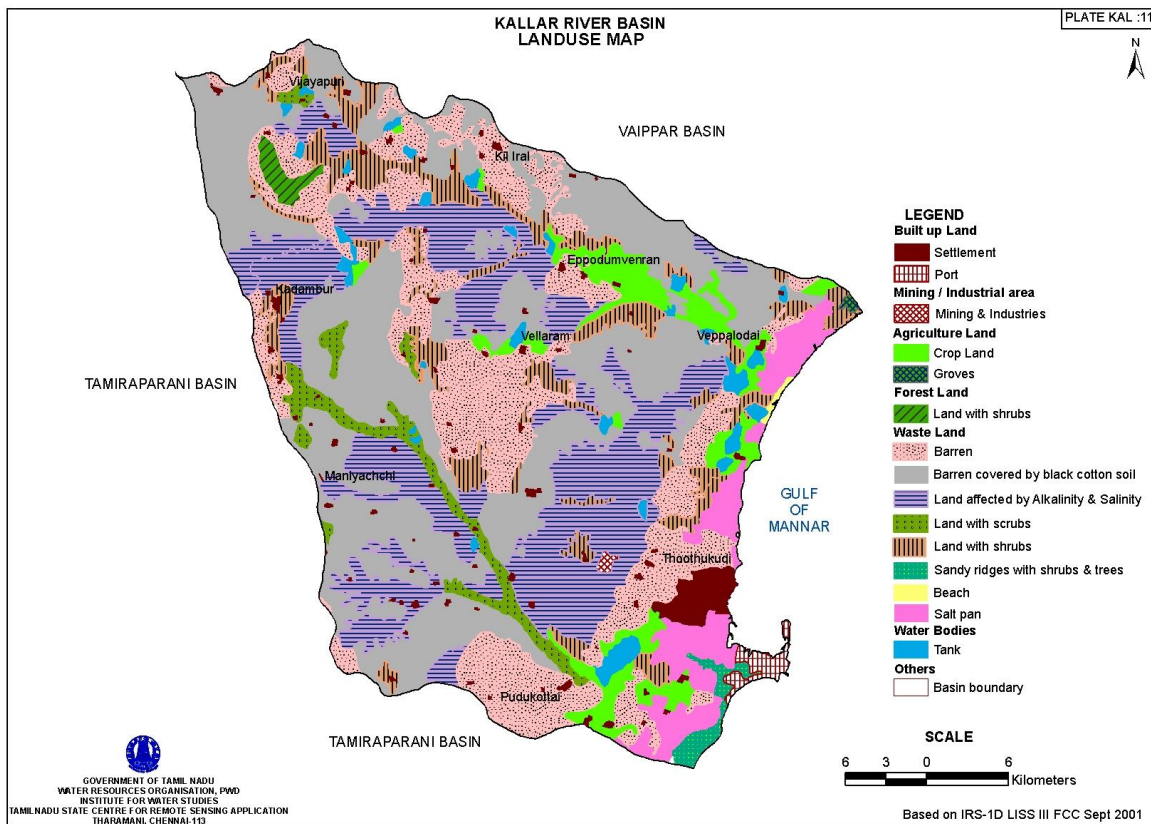 KALLAR RIVER BASIN
LANDUSE MAP
PLATE KAL :11
N
Vijayapuri
VAIPPAR BASIN
Kil Iral
Eppodumvenran
Kadambur
Vellaram
Veppalodai
TAMIRAPARANI BASIN
Maniyachchi
GULF
OF
MANNAR
Thoothukudi
Pudukottai
TAMIRAPARANI BASIN
LEGEND
Built up Land
Settlement
Port
Mining / Industrial area
Mining & Industries
Agriculture Land
Crop Land
Groves
Forest Land
Land with shrubs
Waste Land
Barren
Barren covered by black cotton soil
Land affected by Alkalinity & Salinity
Land with scrubs
Land with shrubs
Sandy ridges with shrubs & trees
Beach
Salt pan
Water Bodies
Tank
Others
Basin boundary
SCALE
6 3 0 6
Kilometers
GOVERNMENT OF TAMIL NADU
WATER RESOURCES ORGANISATION, PWD
INSTITUTE FOR WATER STUDIES
TAMILNADU STATE CENTRE FOR REMOTE SENSING APPLICATION
THARAMANI, CHENNAI-113
Based on IRS-1D LISS III FCC Sept 2001